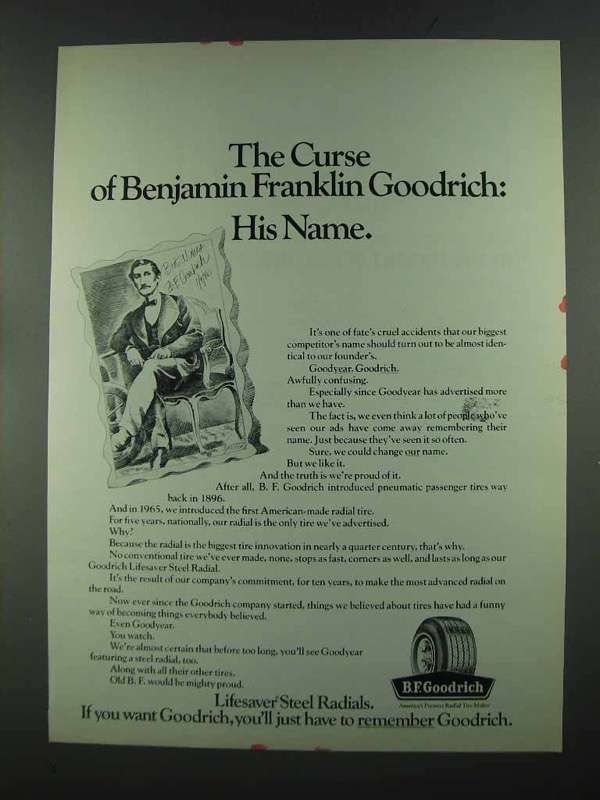 The Curse
of Benjamin Franklin Goodrich:
His Name.
Best Wishes
B.F. Goodrich
1896
It's one of fate's cruel accidents that our biggest
competitor's name should turn out to be almost iden-
tical to our founder's.
Goodyear. Goodrich.
Awfully confusing.
Especially since Goodyear has advertised more
than we have.
The fact is, we even think a lot of people who've
seen our ads have come away remembering their
name. Just because they've seen it so often.
Sure, we could change our name.
But we like it.
And the truth is we're proud of it.
After all, B. F. Goodrich introduced pneumatic passenger tires way
back in 1896.
And in 1965, we introduced the first American-made radial tire.
For five years, nationally, our radial is the only tire we've advertised.
Why?
Because the radial is the biggest tire innovation in nearly a quarter century, that's why.
No conventional tire we've ever made, none, stops as fast, corners as well, and lasts as long as our
Goodrich Lifesaver Steel Radial.
It's the result of our company's commitment, for ten years, to make the most advanced radial on
the road.
Now ever since the Goodrich company started, things we believed about tires have had a funny
way of becoming things everybody believed.
Even Goodyear.
You watch.
We're almost certain that before too long, you'll see Goodyear
featuring a steel radial, too.
Along with all their other tires.
Old B. F. would be mighty proud.
B.F.Goodrich
America's Premier Radial Tire Maker
Lifesaver® Steel Radials.
If you want Goodrich, you'll just have to remember Goodrich.